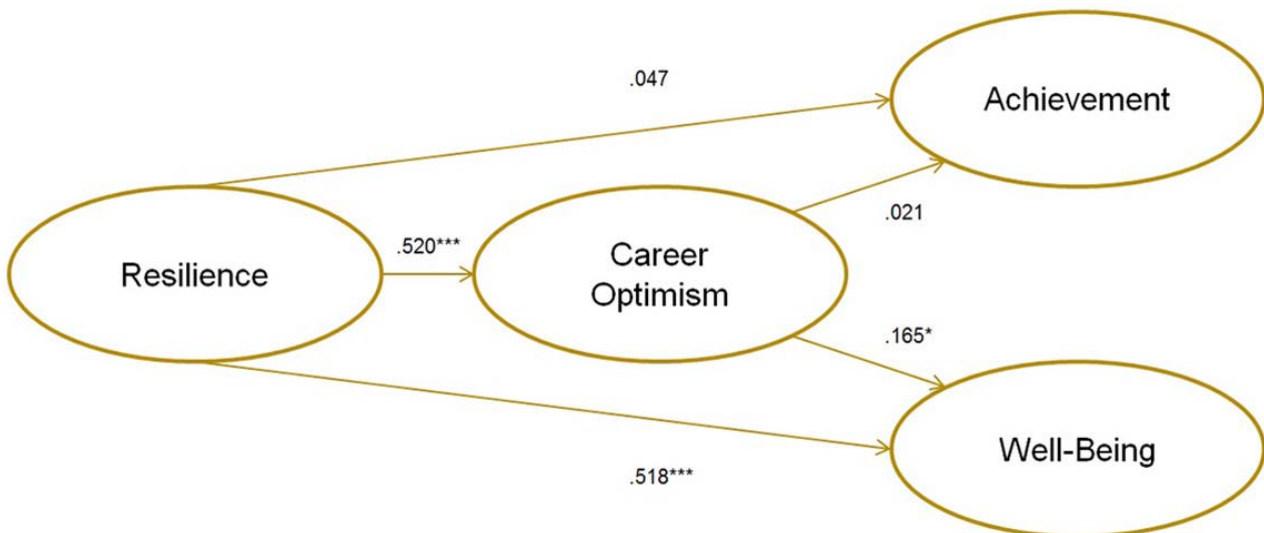 .047
Achievement
.021
.520***
Resilience
Career
Optimism
.165*
Well-Being
.518***